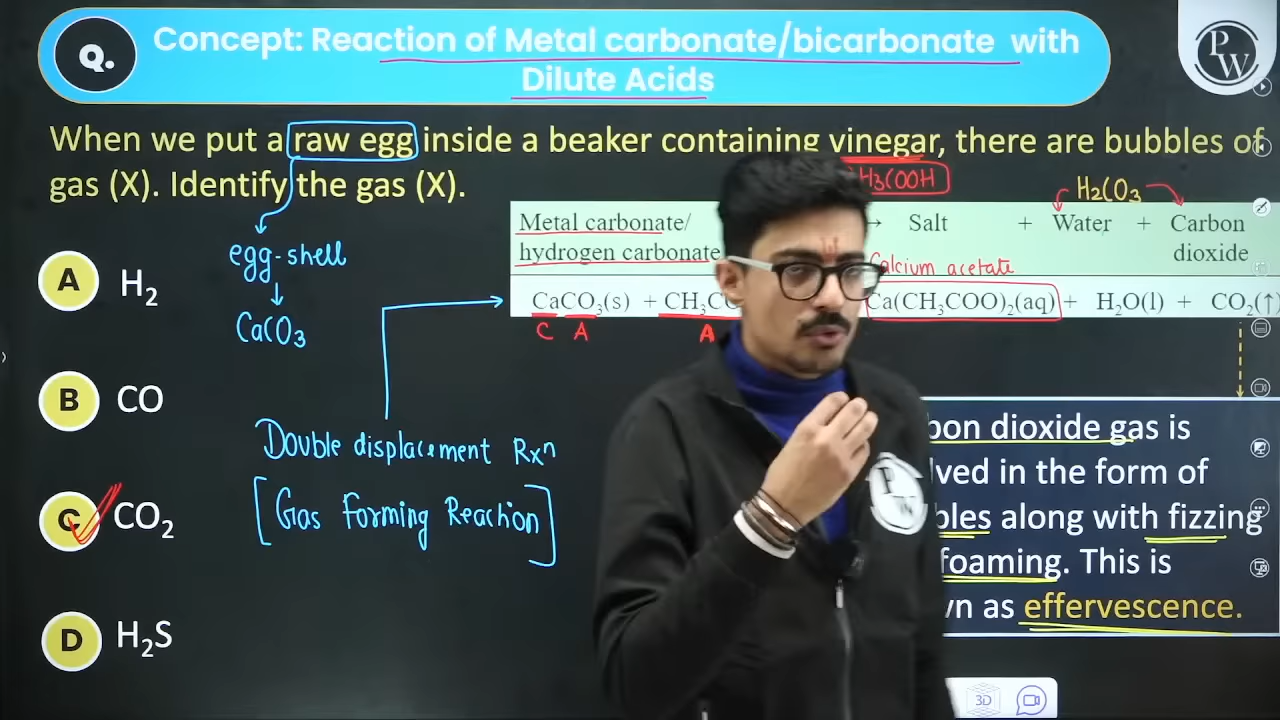 Q.
Concept: Reaction of Metal carbonate/bicarbonate with
Dilute Acids
PW
When we put a raw egg inside a beaker containing vinegar, there are bubbles of
gas (X). Identify the gas (X).
H3COOH
H2CO3
egg-shell
CaCO3
Metal carbonate/
hydrogen carbonate
→ Salt + Water + Carbon
dioxide
Calcium acetate
CaCO₃(s) + CH₃C
Ca(CH₃COO)₂(aq) + H₂O(l) + CO₂(↑)
C A A
A H₂
B CO
C CO₂
D H₂S
Double displacement Rxn
[Gas Forming Reaction]
bon dioxide gas is
lved in the form of
bles along with fizzing
foaming. This is
wn as effervescence.
P
W
3D